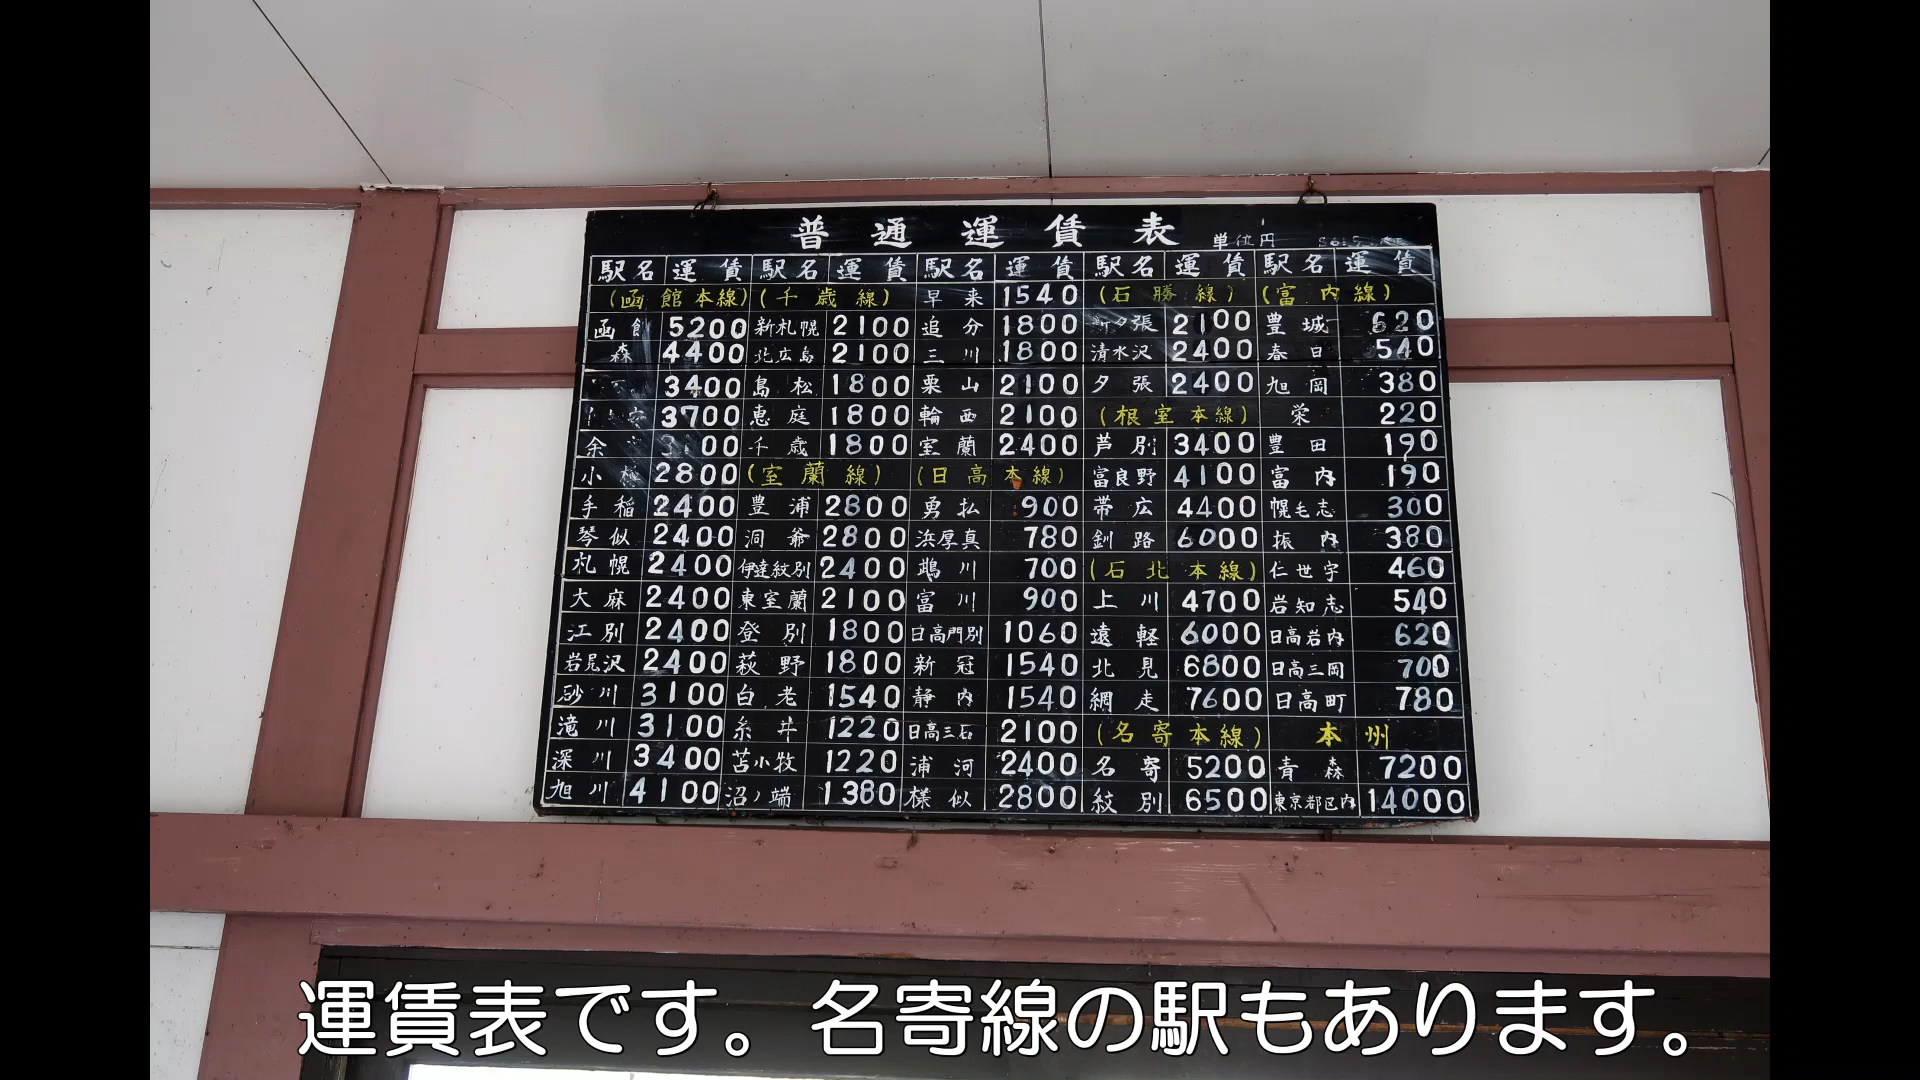 普通運賃表 単位円
駅名 運賃 駅名 運賃 駅名 運賃 駅名 運賃 駅名 運賃
(函館本線) (千歳線) 早来 1540 (石勝線) (富内線)
函館 5200 新札幌 2100 追分 1800 新夕張 2100 豊城 620
森 4400 北広島 2100 三川 1800 清水沢 2400 春日 540
3400 島松 1800 栗山 2100 夕張 2400 旭岡 380
3700 恵庭 1800 輪西 2100 (根室本線) 栄 220
余 3100 千歳 1800 室蘭 2400 芦別 3400 豊田 190
小樽 2800 (室蘭線) (日高本線) 富良野 4100 富内 190
手稲 2400 豊浦 2800 勇払 900 帯広 4400 幌毛志 300
琴似 2400 洞爺 2800 浜厚真 780 釧路 6000 振内 380
札幌 2400 伊達紋別 2400 鵡川 700 (石北本線) 仁世宇 460
大麻 2400 東室蘭 2100 富川 900 上川 4700 岩知志 540
江別 2400 登別 1800 日高門別 1060 遠軽 6000 日高岩内 620
岩見沢 2400 萩野 1800 新冠 1540 北見 6800 日高三岡 700
砂川 3100 白老 1540 静内 1540 網走 7600 日高町 780
滝川 3100 糸井 1220 日高三石 2100 (名寄本線) 本州
深川 3400 苫小牧 1220 浦河 2400 名寄 5200 青森 7200
旭川 4100 沼ノ端 1380 様似 2800 紋別 6500 東京都区内 14000
運賃表です。名寄線の駅もあります。